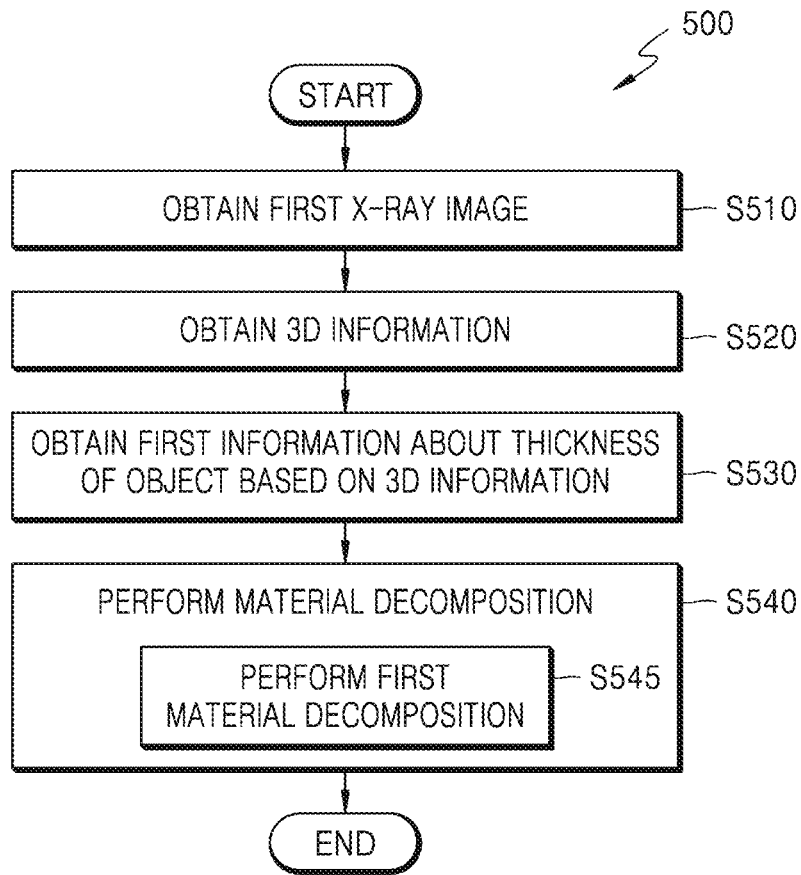 500
START
OBTAIN FIRST X-RAY IMAGE
S510
OBTAIN 3D INFORMATION
S520
OBTAIN FIRST INFORMATION ABOUT THICKNESS
OF OBJECT BASED ON 3D INFORMATION
S530
PERFORM MATERIAL DECOMPOSITION
S540
PERFORM FIRST
MATERIAL DECOMPOSITION
S545
END